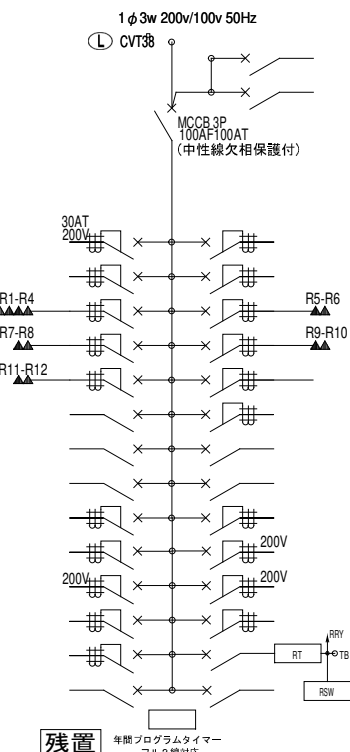 1φ3w 200v/100v 50Hz
L CVT38
MCCB 3P
100AF100AT
(中性線欠相保護付)
30AT
200V
R1-R4
R5-R6
R7-R8
R9-R10
R11-R12
200V
200V
200V
RRY
RT
TB
RSW
残置
年間プログラムタイマー